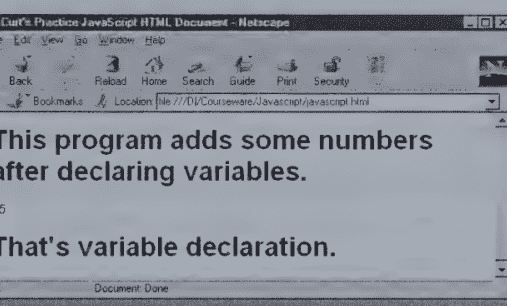 Curt's Practice JavaScript HTML Document - Netscape
Edit View Go Window Help
Back Reload Home Search Guide Print Security
Bookmarks Location: file:///D|/Courseware/Javascript/javascript.html
This program adds some numbers
after declaring variables.
5
That's variable declaration.
Document: Done